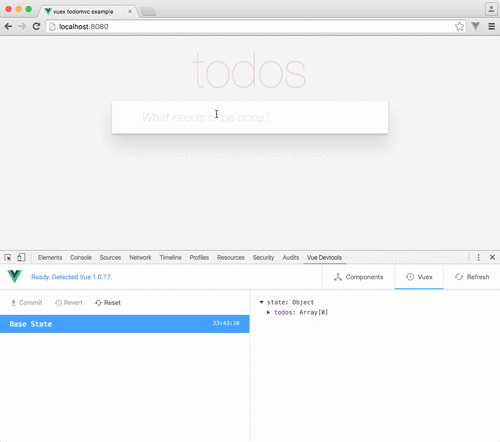 vuex todomvc example
localhost:8080
todos
What needs to be done?
Elements Console Sources Network Timeline Profiles Resources Security Audits Vue Devtools
Ready. Detected Vue 1.0.17.
Components Vuex Refresh
Commit Revert Reset
Base State 23:43:10
state: Object
todos: Array[0]